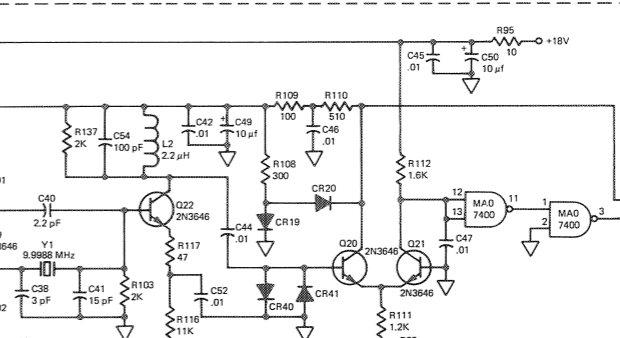 R95
+18V
10
C45
.01
C50
10 µf
R109
100
R110
510
R137
2K
C54
100 pF
L2
2.2 µH
C42
.01
C49
10 µf
C46
.01
R108
300
R112
1.6K
CR20
12
13
MA0
7400
11
1
2
MA0
7400
3
01
C40
2.2 pF
Q22
2N3646
CR19
C44
.01
C47
.01
Q20
2N3646
Q21
2N3646
9
3646
Y1
9.9988 MHz
R117
47
C38
3 pF
C41
15 pF
R103
2K
C52
.01
CR40
CR41
02
R116
11K
R111
1.2K